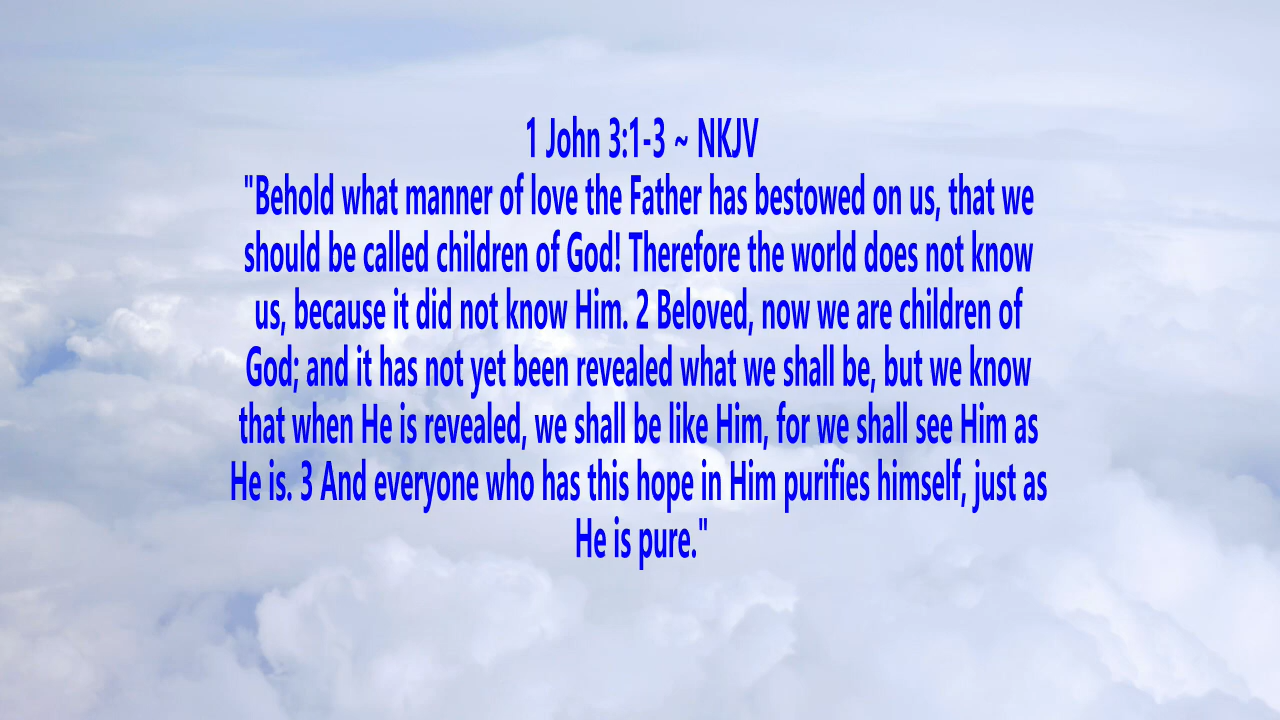 1 John 3:1-3 ~ NKJV
"Behold what manner of love the Father has bestowed on us, that we
should be called children of God! Therefore the world does not know
us, because it did not know Him. 2 Beloved, now we are children of
God; and it has not yet been revealed what we shall be, but we know
that when He is revealed, we shall be like Him, for we shall see Him as
He is. 3 And everyone who has this hope in Him purifies himself, just as
He is pure."